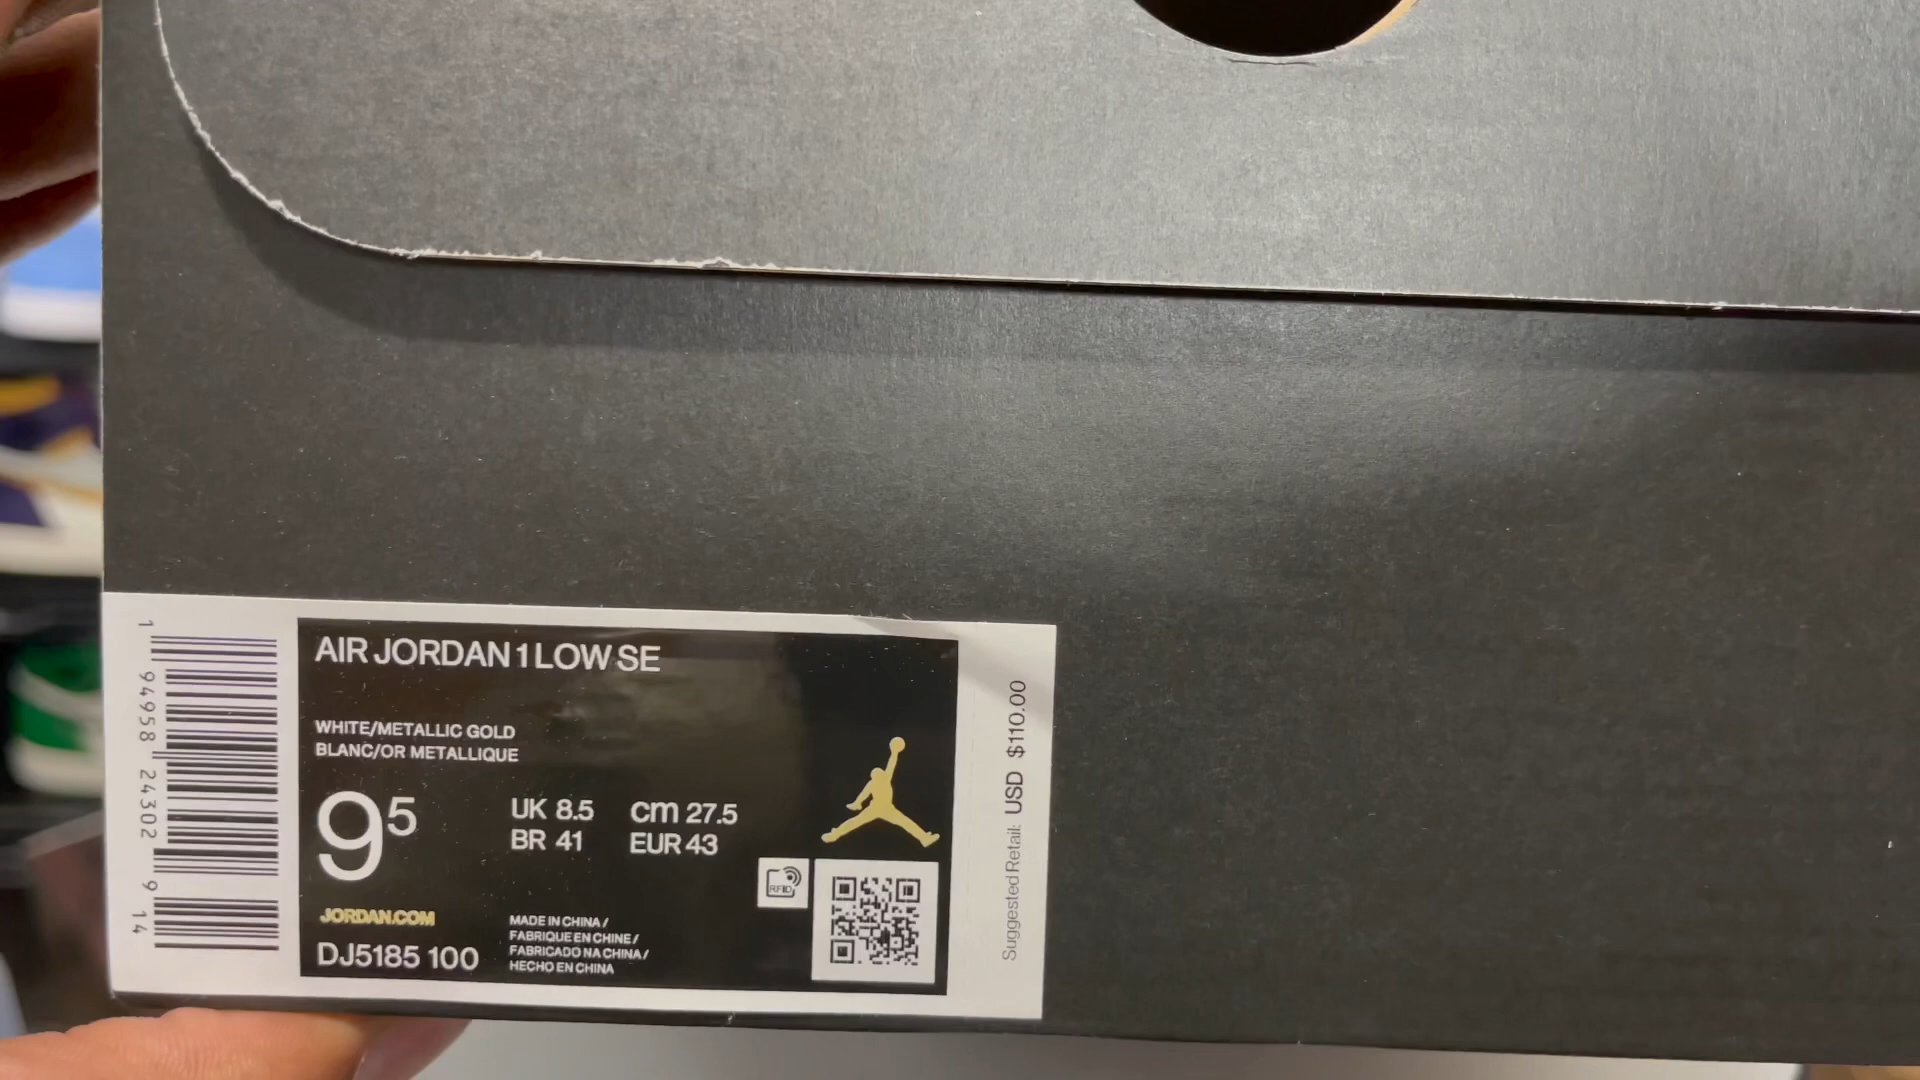 AIR JORDAN 1 LOW SE
WHITE/METALLIC GOLD
BLANC/OR METALLIQUE
9⁵
UK 8.5 cm 27.5
BR 41 EUR 43
JORDAN.COM
DJ5185 100
MADE IN CHINA /
FABRIQUE EN CHINE /
FABRICADO NA CHINA /
HECHO EN CHINA
RFID
1 94958 24302 9 14
Suggested Retail: USD $110.00